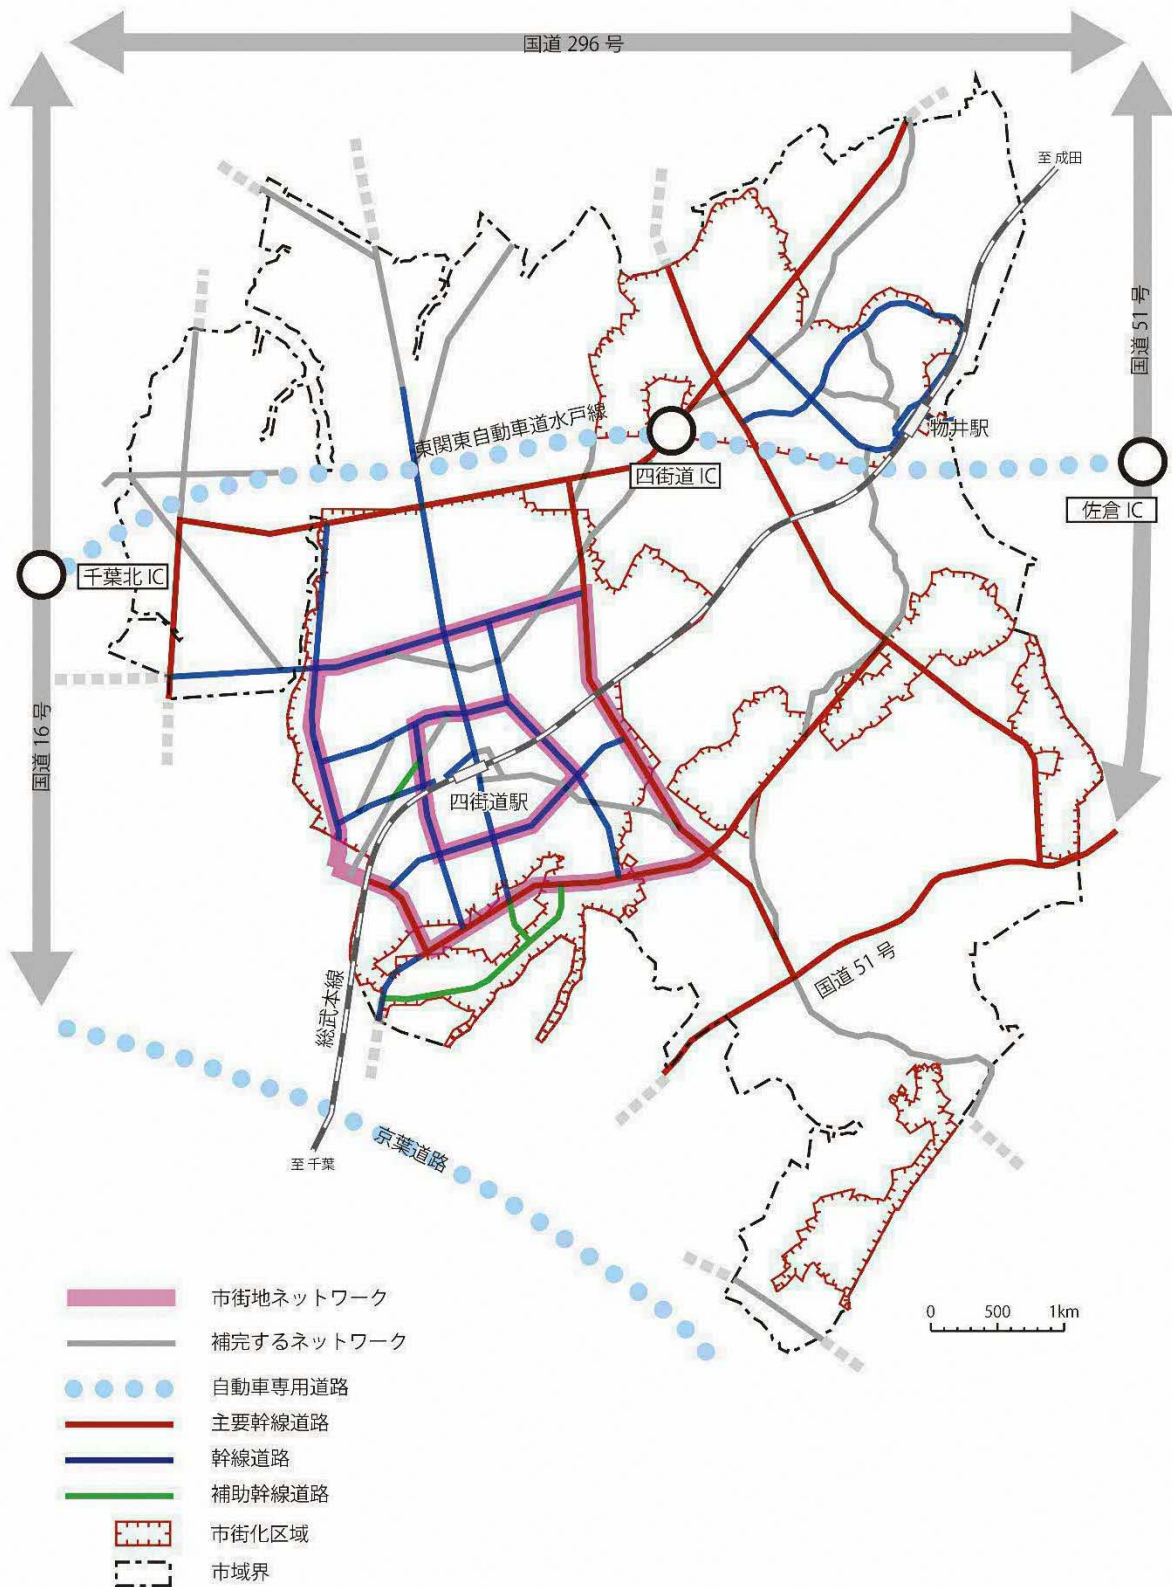 国道 296 号
至 成田
国道 51 号
東関東自動車道水戸線
物井駅
四街道 IC
佐倉 IC
千葉北 IC
国道 16 号
四街道駅
国道 51 号
総武本線
京葉道路
至 千葉
市街地ネットワーク
補完するネットワーク
自動車専用道路
主要幹線道路
幹線道路
補助幹線道路
市街化区域
市域界
0 500 1km